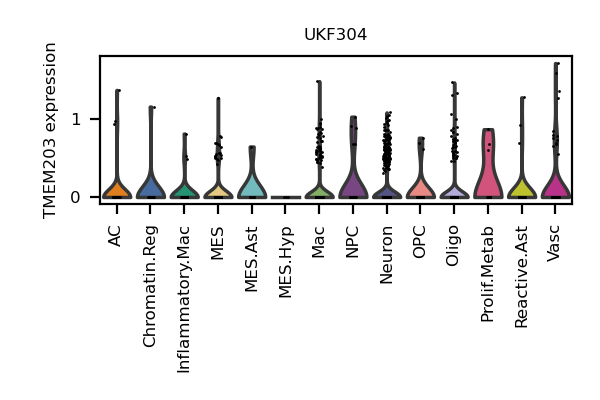 UKF304
TMEM203 expression
1
0
AC
Chromatin.Reg
Inflammatory.Mac
MES
MES.Ast
MES.Hyp
Mac
NPC
Neuron
OPC
Oligo
Prolif.Metab
Reactive.Ast
Vasc